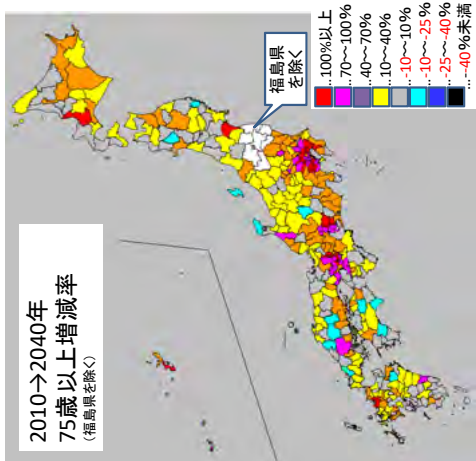 2010→2040年
75歳以上増減率
(福島県を除く)
福島県
を除く
…100%以上
…70~100%
…40~70%
…10~40%
…-10~10%
…-10~-25%
…-25~-40%
…-40%未満